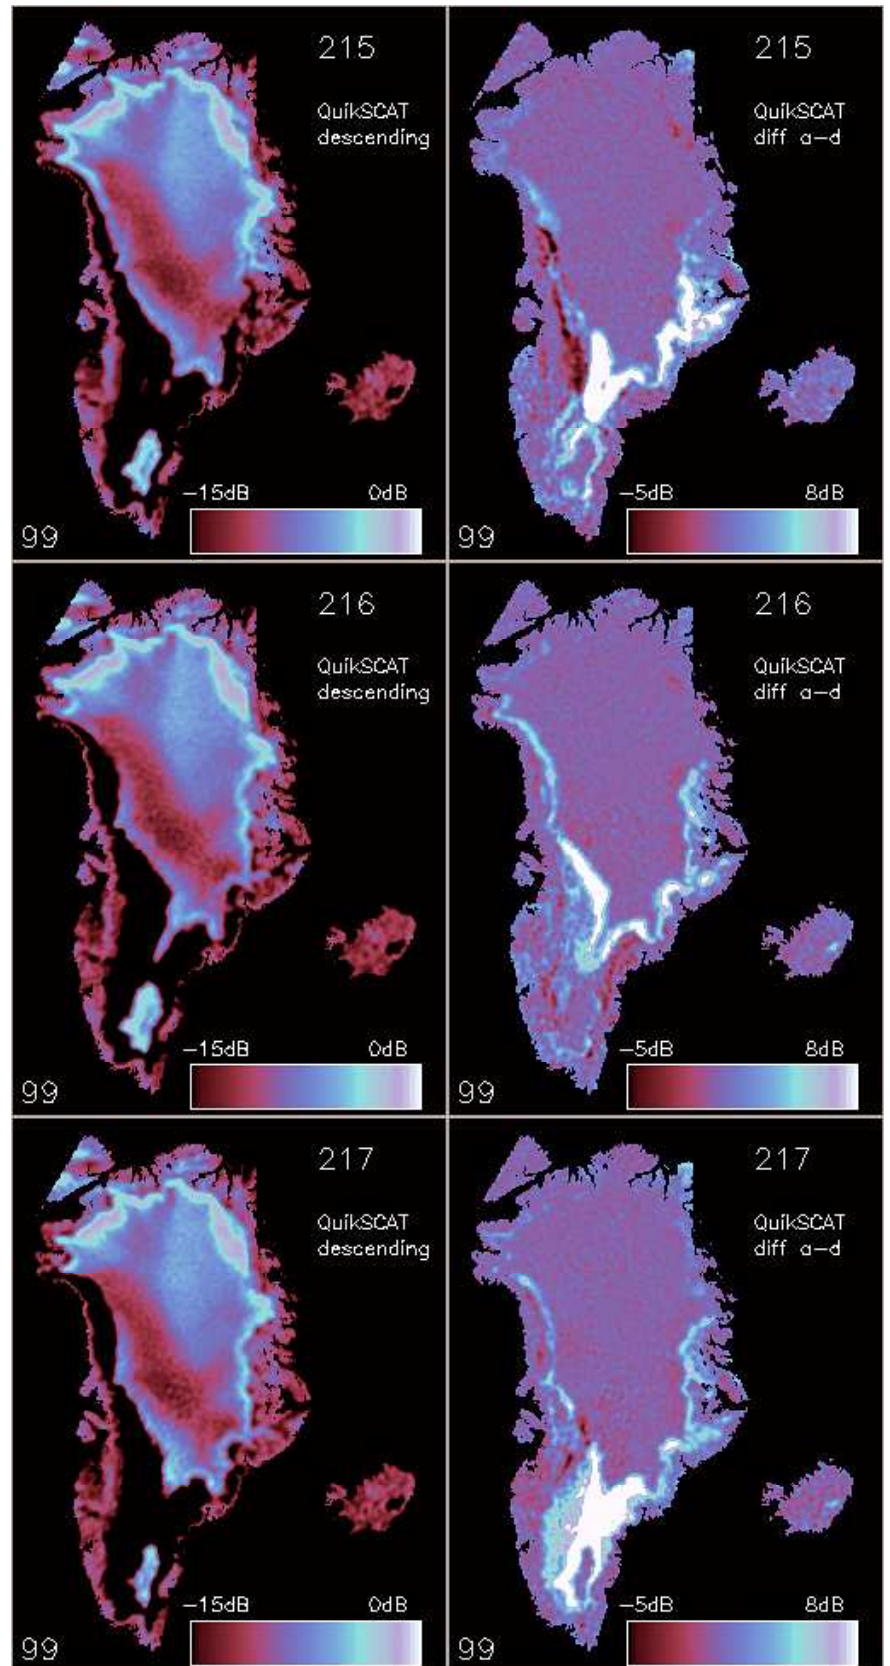 215
QuikSCAT
descending
−15dB 0dB
99
215
QuikSCAT
diff a−d
−5dB 8dB
99
216
QuikSCAT
descending
−15dB 0dB
99
216
QuikSCAT
diff a−d
−5dB 8dB
99
217
QuikSCAT
descending
−15dB 0dB
99
217
QuikSCAT
diff a−d
−5dB 8dB
99